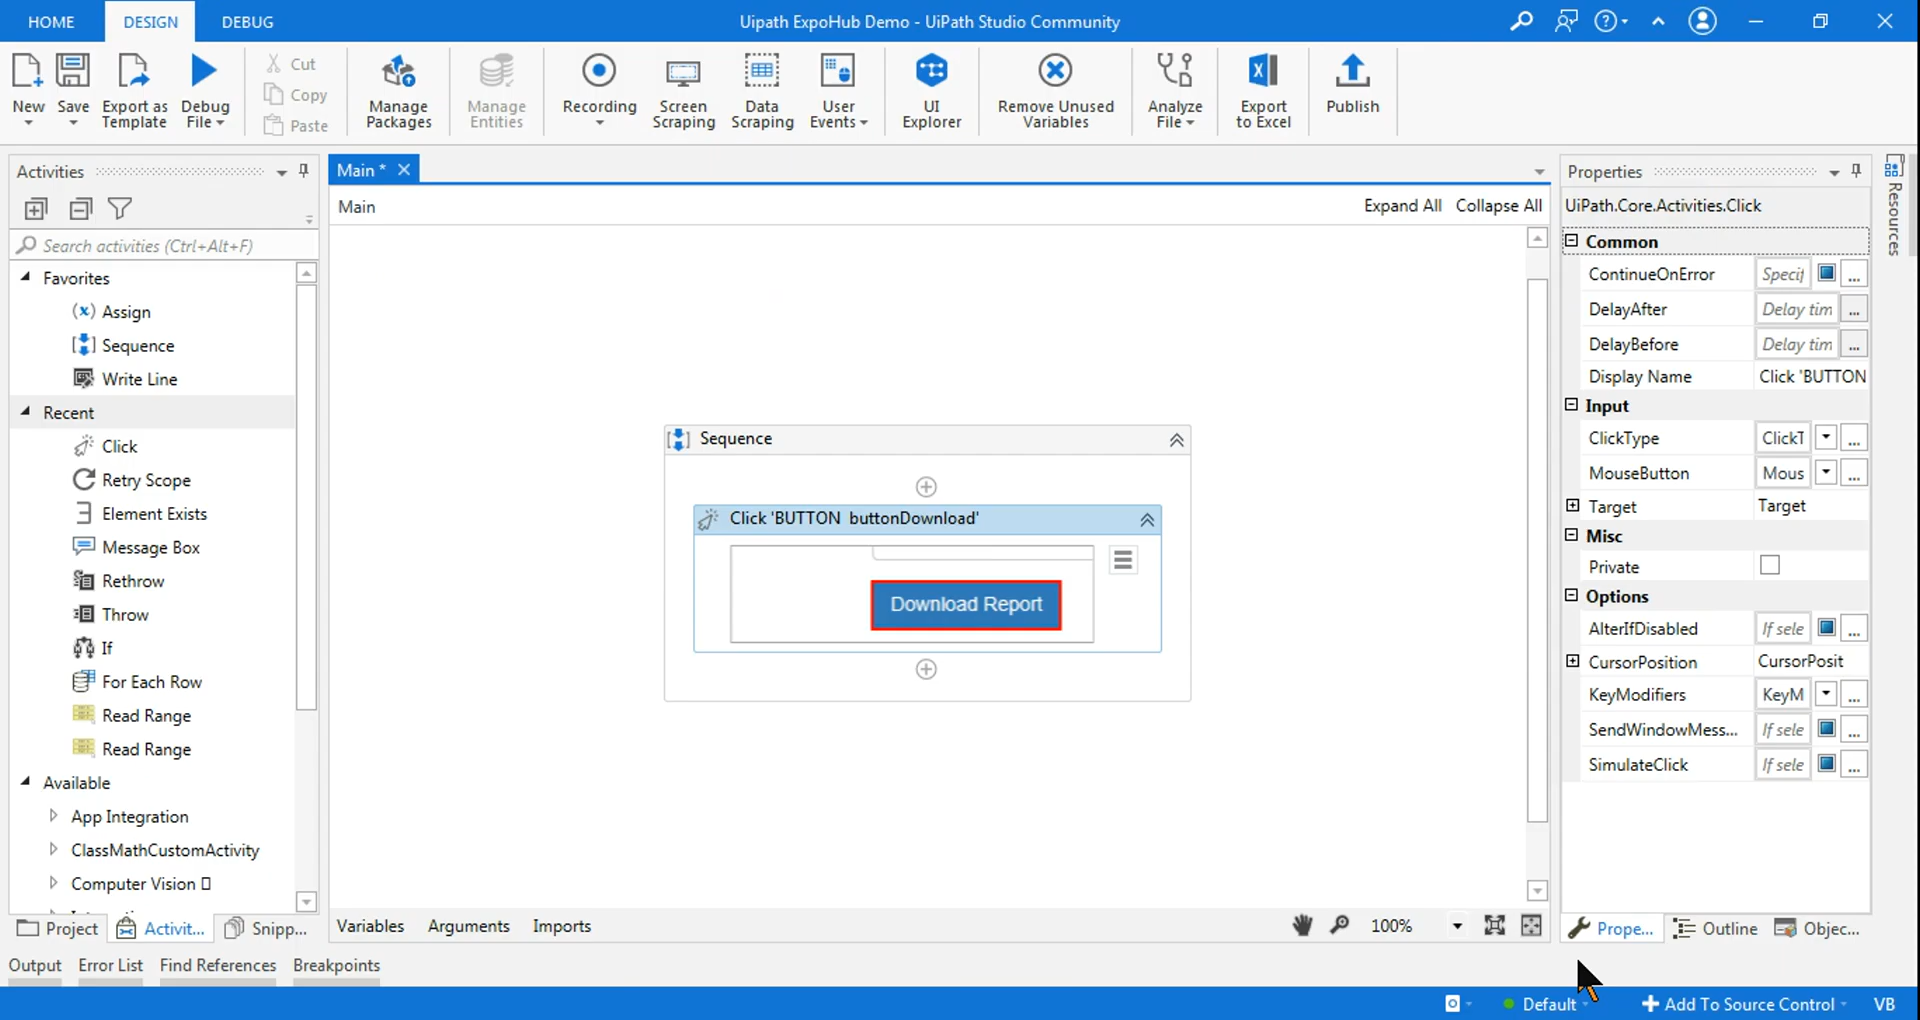 HOME DESIGN DEBUG Uipath ExpoHub Demo - UiPath Studio Community
New Save Export as Template Debug File Cut Copy Paste Manage Packages Manage Entities Recording Screen Scraping Data Scraping User Events UI Explorer Remove Unused Variables Analyze File Export to Excel Publish
Activities
Search activities (Ctrl+Alt+F)
Favorites
(x) Assign
Sequence
Write Line
Recent
Click
Retry Scope
Element Exists
Message Box
Rethrow
Throw
If
For Each Row
Read Range
Read Range
Available
App Integration
ClassMathCustomActivity
Computer Vision
Project Activit... Snipp...
Main *
Main Expand All Collapse All
Sequence
Click 'BUTTON buttonDownload'
Download Report
Variables Arguments Imports 100%
Properties
UiPath.Core.Activities.Click
Common
ContinueOnError Specif ...
DelayAfter Delay tim ...
DelayBefore Delay tim ...
Display Name Click 'BUTTON
Input
ClickType ClickT ...
MouseButton Mous ...
Target Target
Misc
Private
Options
AlterIfDisabled If sele ...
CursorPosition CursorPosit
KeyModifiers KeyM ...
SendWindowMess... If sele ...
SimulateClick If sele ...
Prope... Outline Objec...
Resources
Output Error List Find References Breakpoints
Default Add To Source Control VB